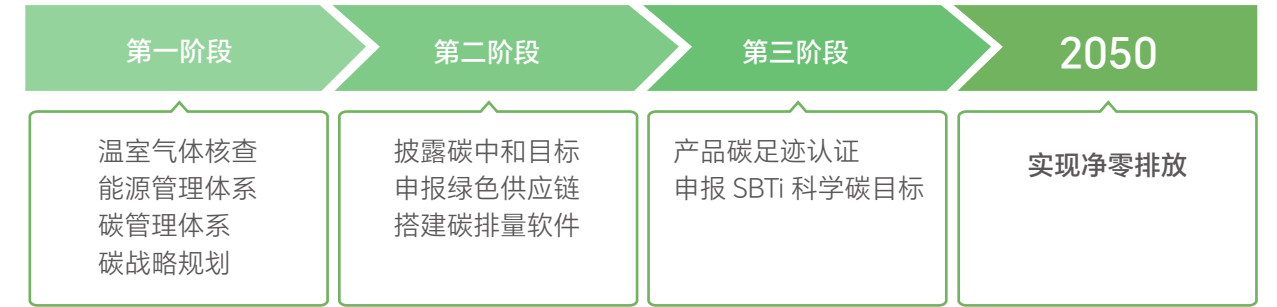 第一阶段
第二阶段
第三阶段
2050
温室气体核查
能源管理体系
碳管理体系
碳战略规划
披露碳中和目标
申报绿色供应链
搭建碳排量软件
产品碳足迹认证
申报 SBTi 科学碳目标
实现净零排放